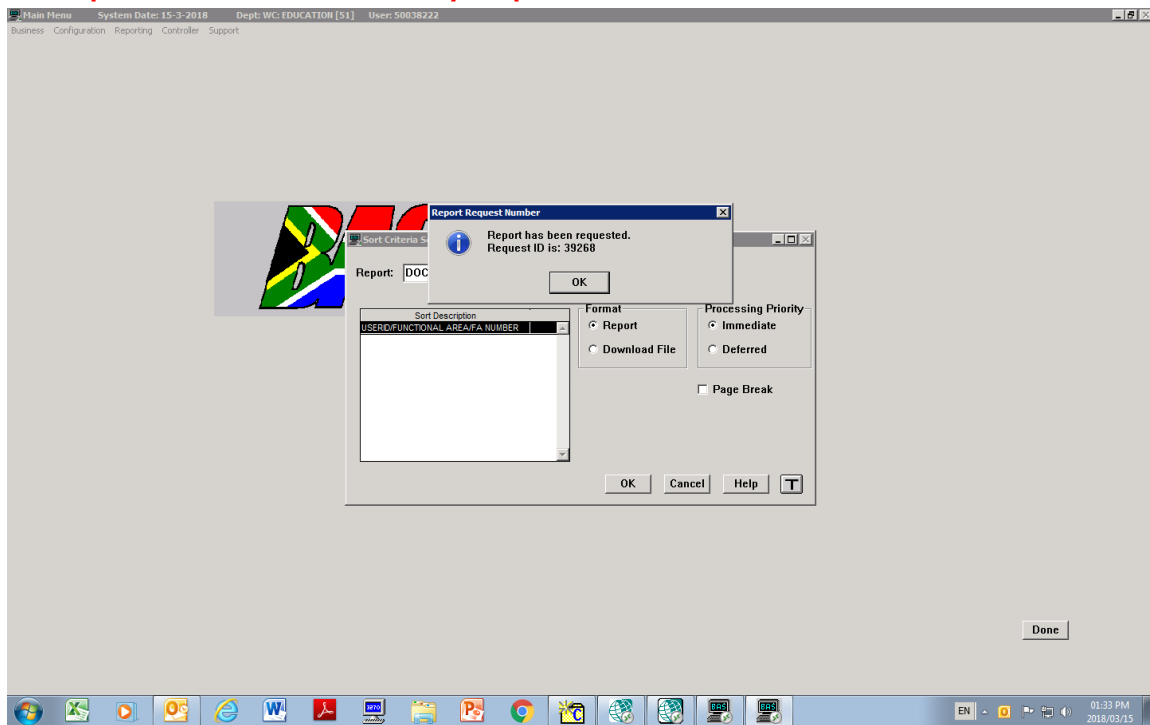 Main Menu System Date: 15-3-2018 Dept: WC: EDUCATION [51] User: 50038222
Business Configuration Reporting Controller Support
Report Request Number
Report has been requested.
Request ID is: 39268
OK
Sort Criteria S
Report: DOC
Sort Description
USERID/FUNCTIONAL AREA/FA NUMBER
Format
Report
Download File
Processing Priority
Immediate
Deferred
Page Break
OK Cancel Help T
Done
EN
01:33 PM
2018/03/15